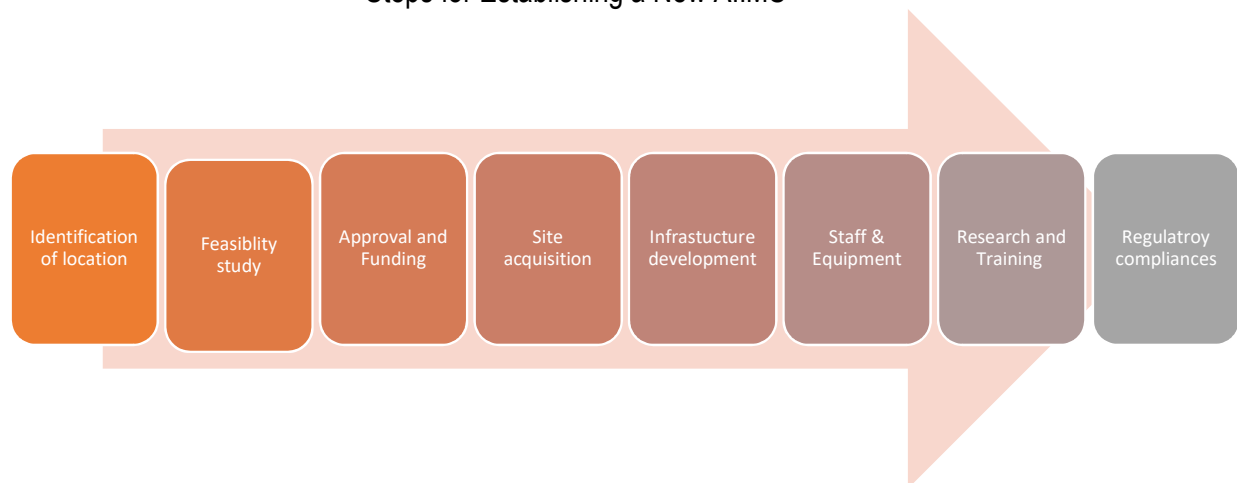 Steps for Establishing a New AIIMS
Identification
of location
Feasiblity
study
Approval and
Funding
Site
acquisition
Infrastucture
development
Staff &
Equipment
Research and
Training
Regulatroy
compliances